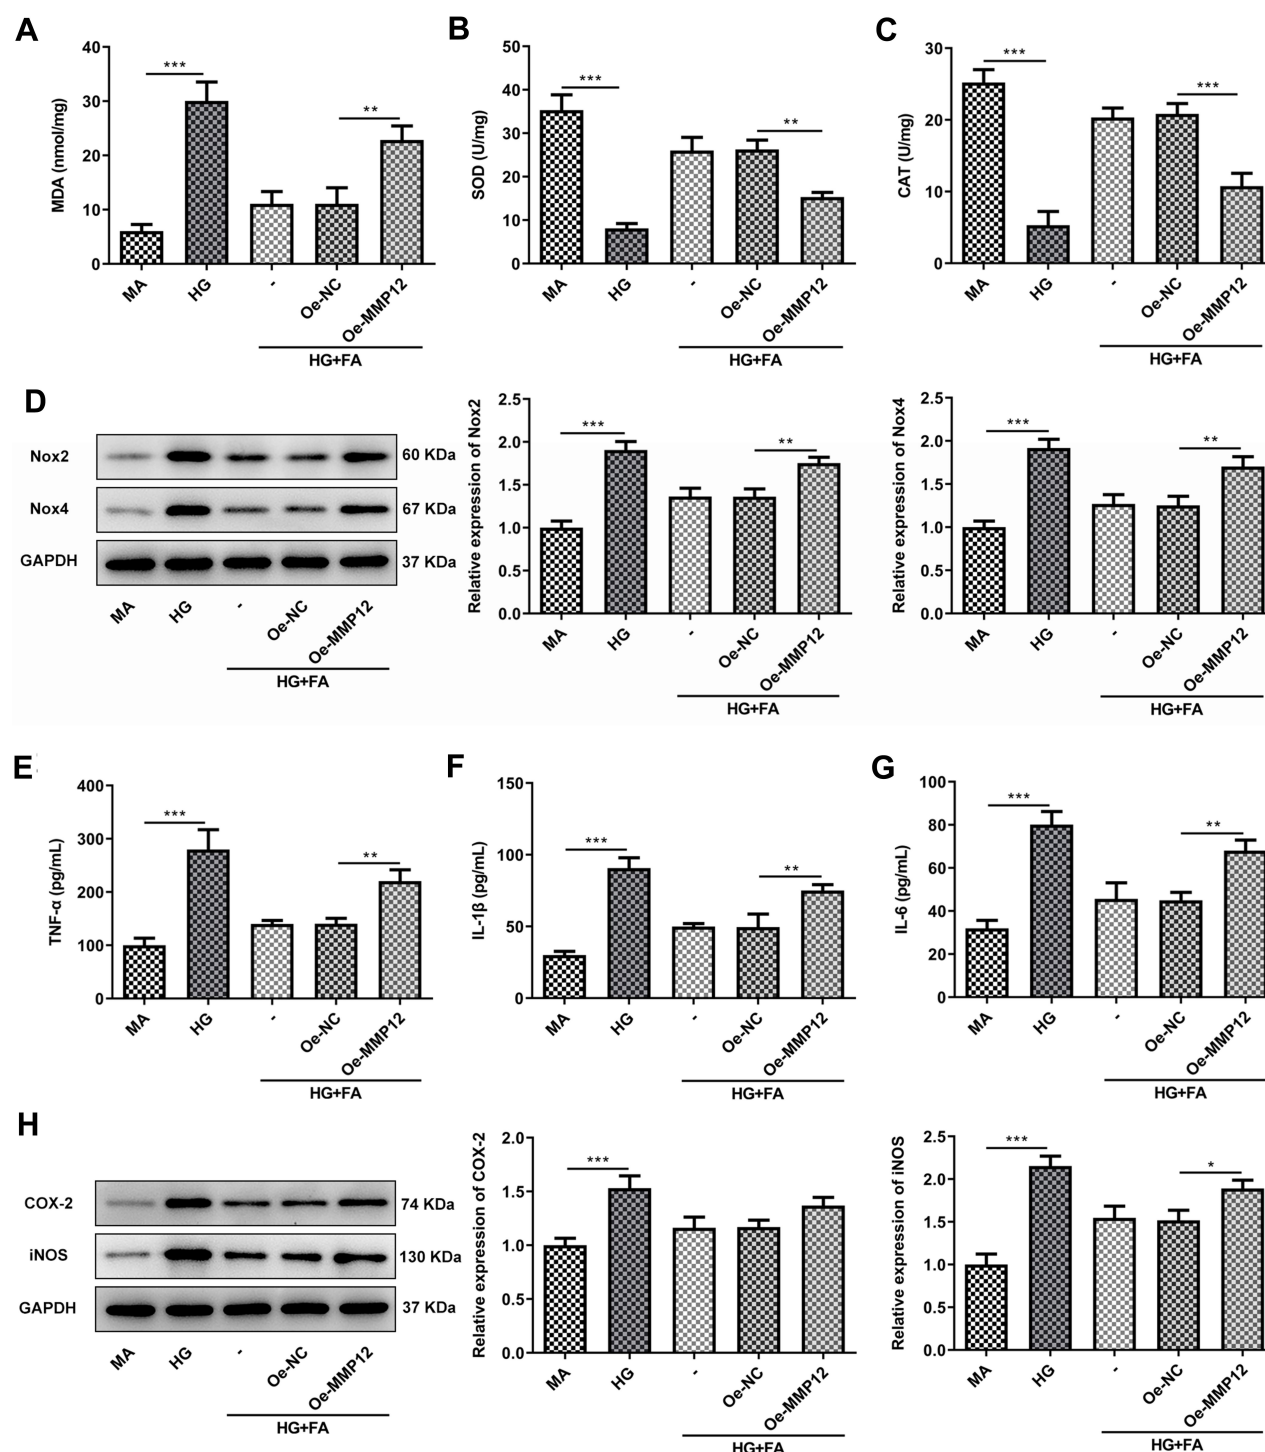 A
MDA (nmol/mg)
40
30
20
10
0
***
**
MA
HG
-
Oe-NC
Oe-MMP12
HG+FA
B
SOD (U/mg)
50
40
30
20
10
0
***
**
MA
HG
-
Oe-NC
Oe-MMP12
HG+FA
C
CAT (U/mg)
30
20
10
0
***
***
MA
HG
-
Oe-NC
Oe-MMP12
HG+FA
D
Nox2
60 KDa
Nox4
67 KDa
GAPDH
37 KDa
MA
HG
-
Oe-NC
Oe-MMP12
HG+FA
Relative expression of Nox2
2.5
2.0
1.5
1.0
0.5
0.0
***
**
MA
HG
-
Oe-NC
Oe-MMP12
HG+FA
Relative expression of Nox4
2.5
2.0
1.5
1.0
0.5
0.0
***
**
MA
HG
-
Oe-NC
Oe-MMP12
HG+FA
E
TNF-α (pg/mL)
400
300
200
100
0
***
**
MA
HG
-
Oe-NC
Oe-MMP12
HG+FA
F
IL-1β (pg/mL)
150
100
50
0
***
**
MA
HG
-
Oe-NC
Oe-MMP12
HG+FA
G
IL-6 (pg/mL)
100
80
60
40
20
0
***
**
MA
HG
-
Oe-NC
Oe-MMP12
HG+FA
H
COX-2
74 KDa
iNOS
130 KDa
GAPDH
37 KDa
MA
HG
-
Oe-NC
Oe-MMP12
HG+FA
Relative expression of COX-2
2.0
1.5
1.0
0.5
0.0
***
MA
HG
-
Oe-NC
Oe-MMP12
HG+FA
Relative expression of iNOS
2.5
2.0
1.5
1.0
0.5
0.0
***
*
MA
HG
-
Oe-NC
Oe-MMP12
HG+FA